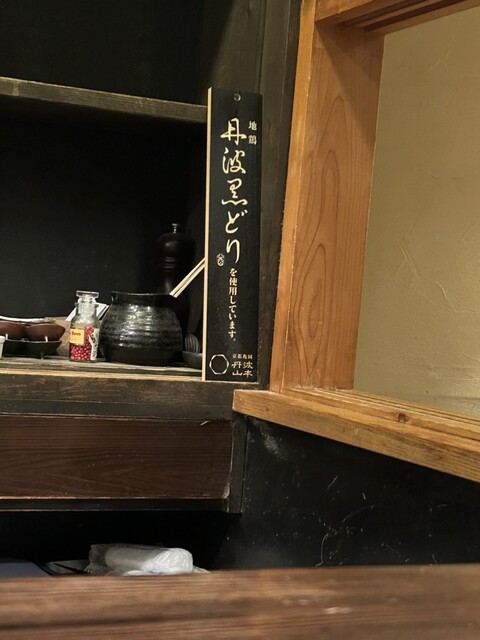 地鶏
丹波黒どり
を使用しています。
京都亀岡
丹波
山本